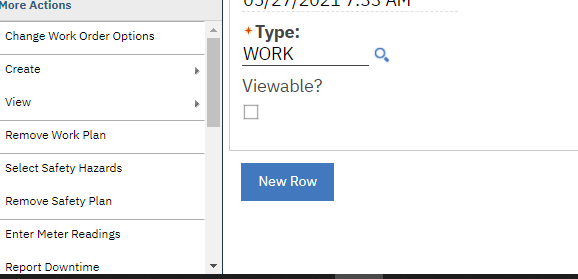 More Actions
Change Work Order Options
Create
View
Remove Work Plan
Select Safety Hazards
Remove Safety Plan
Enter Meter Readings
Report Downtime
05/27/2021 7:33 AM
*Type:
WORK
Viewable?
New Row